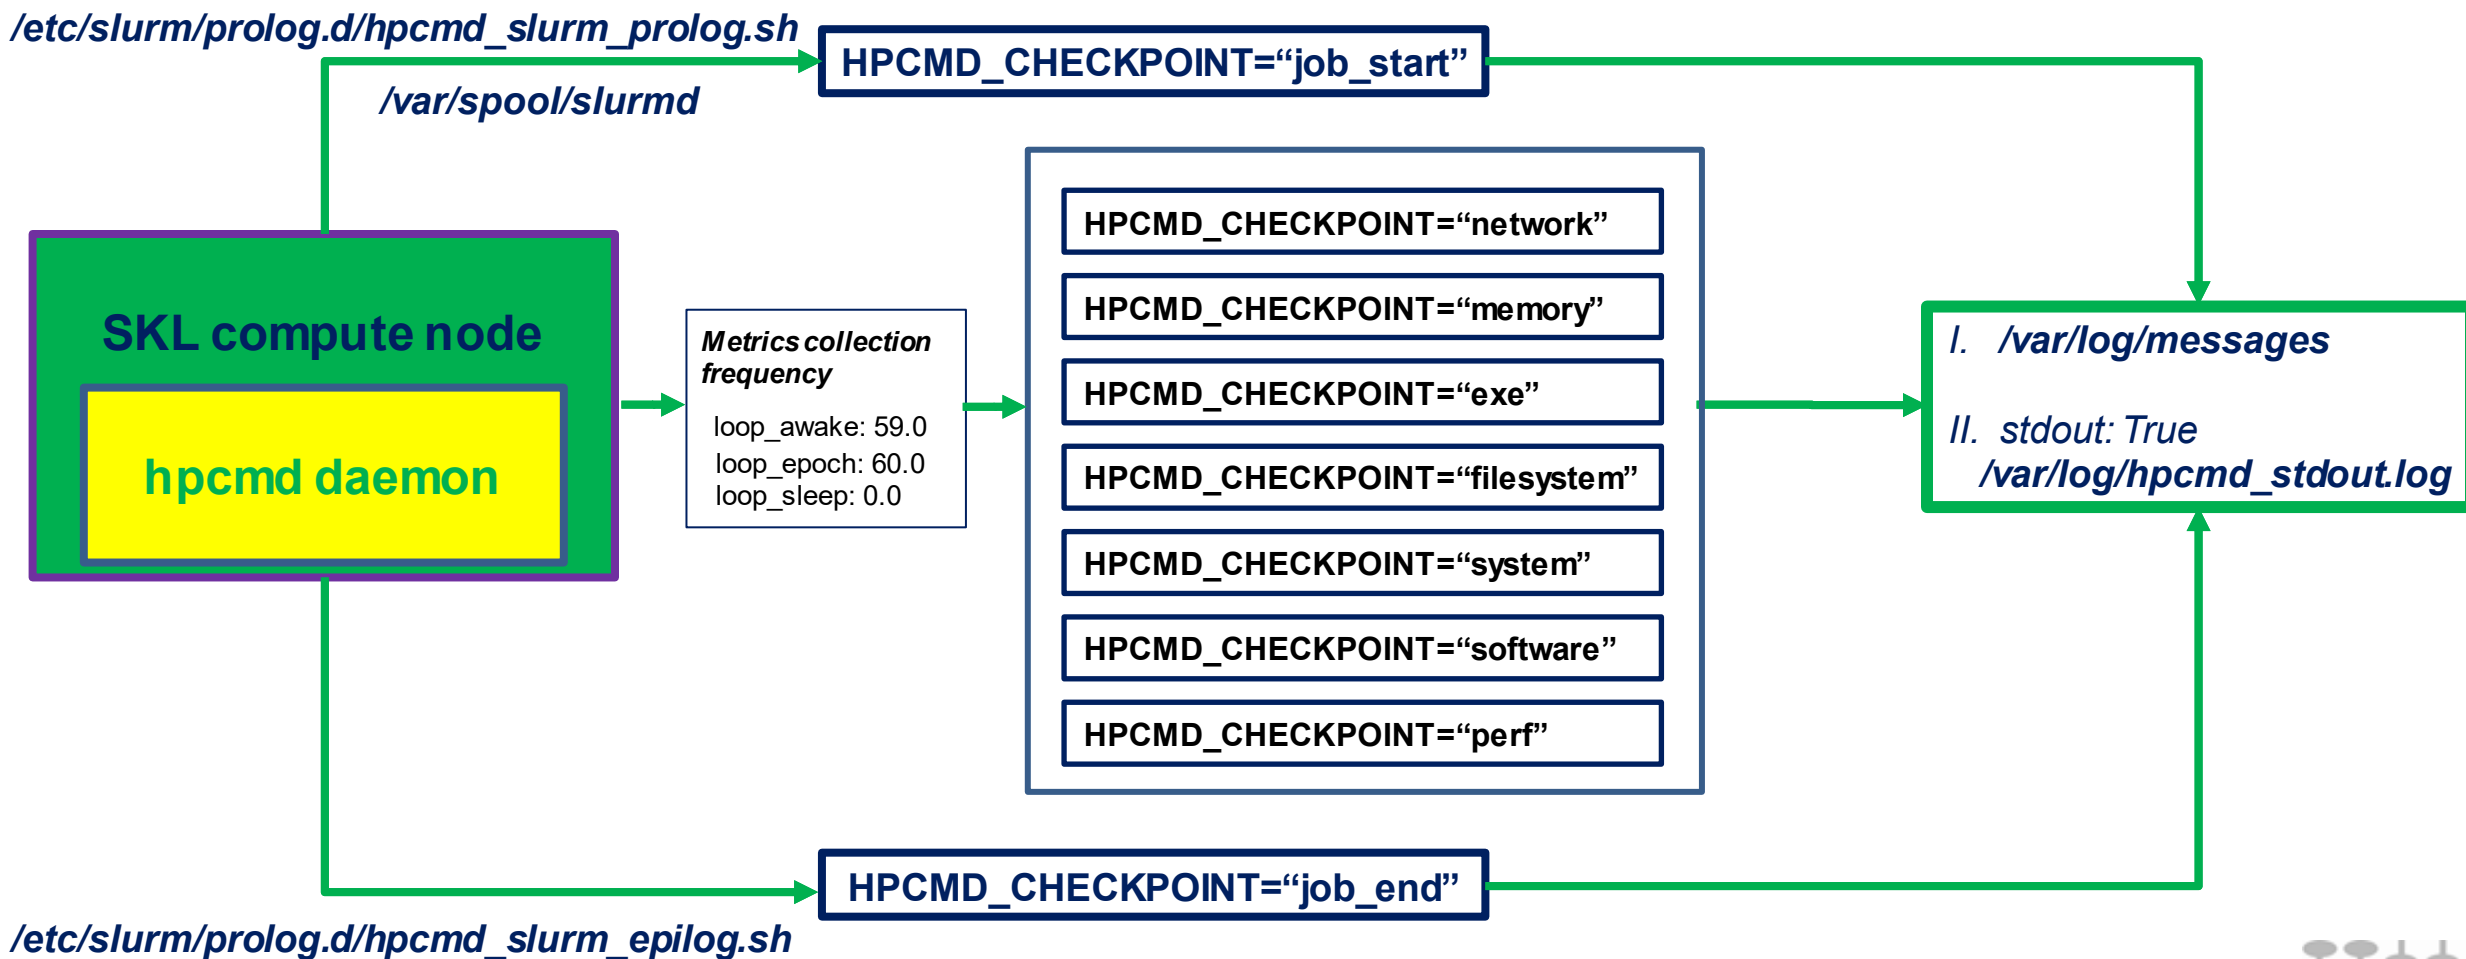 /etc/slurm/prolog.d/hpcmd_slurm_prolog.sh
/var/spool/slurmd
HPCMD_CHECKPOINT=“job_start”
SKL compute node
hpcmd daemon
Metrics collection
frequency
loop_awake: 59.0
loop_epoch: 60.0
loop_sleep: 0.0
HPCMD_CHECKPOINT=“network”
HPCMD_CHECKPOINT=“memory”
HPCMD_CHECKPOINT=“exe”
HPCMD_CHECKPOINT=“filesystem”
HPCMD_CHECKPOINT=“system”
HPCMD_CHECKPOINT=“software”
HPCMD_CHECKPOINT=“perf”
I. /var/log/messages
II. stdout: True
/var/log/hpcmd_stdout.log
HPCMD_CHECKPOINT=“job_end”
/etc/slurm/prolog.d/hpcmd_slurm_epilog.sh